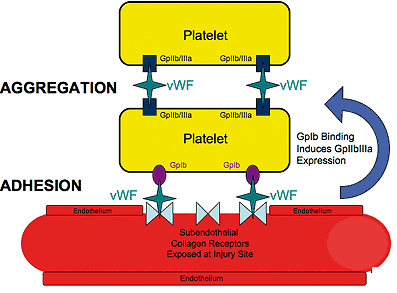 Platelet
GpIIb/IIIa GpIIb/IIIa
AGGREGATION
vWF vWF
GpIIb/IIIa GpIIb/IIIa
Platelet
GpIb Binding
Induces GpIIbIIIa
Expression
GpIb GpIb
ADHESION
vWF vWF
Endothelium Endothelium
Subendothelial
Collagen Receptors
Exposed at Injury Site
Endothelium